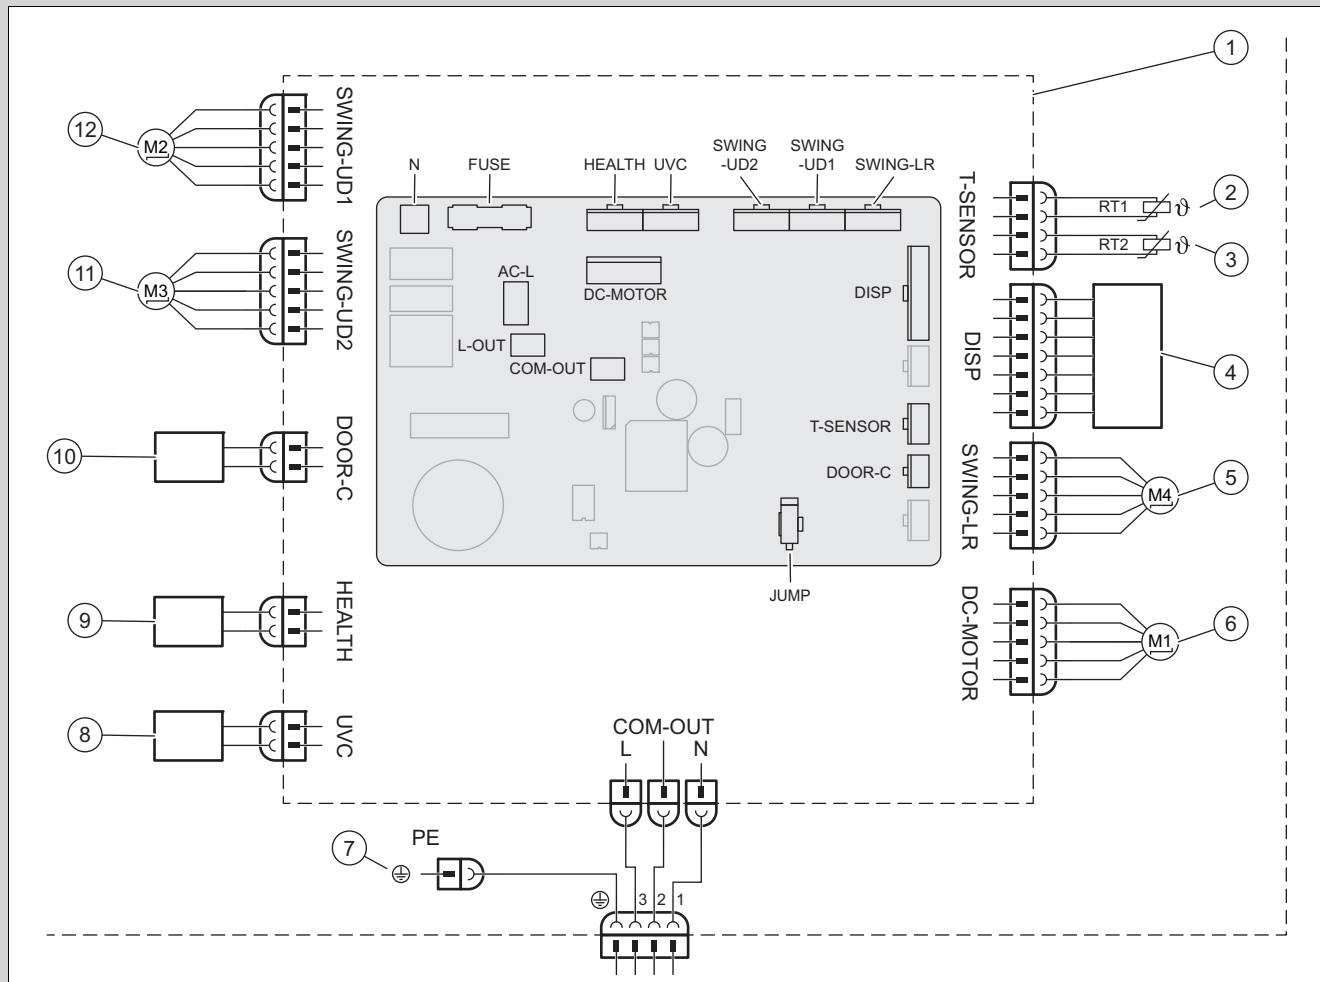 1
12
M2
SWING-UD1
N
FUSE
HEALTH
UVC
SWING
-UD2
SWING
-UD1
SWING-LR
T-SENSOR
RT1
ϑ
2
RT2
ϑ
3
11
M3
SWING-UD2
AC-L
DC-MOTOR
DISP
L-OUT
COM-OUT
DISP
4
T-SENSOR
DOOR-C
10
DOOR-C
SWING-LR
M4
5
JUMP
9
HEALTH
DC-MOTOR
M1
6
8
UVC
COM-OUT
L
N
7
PE
3
2
1